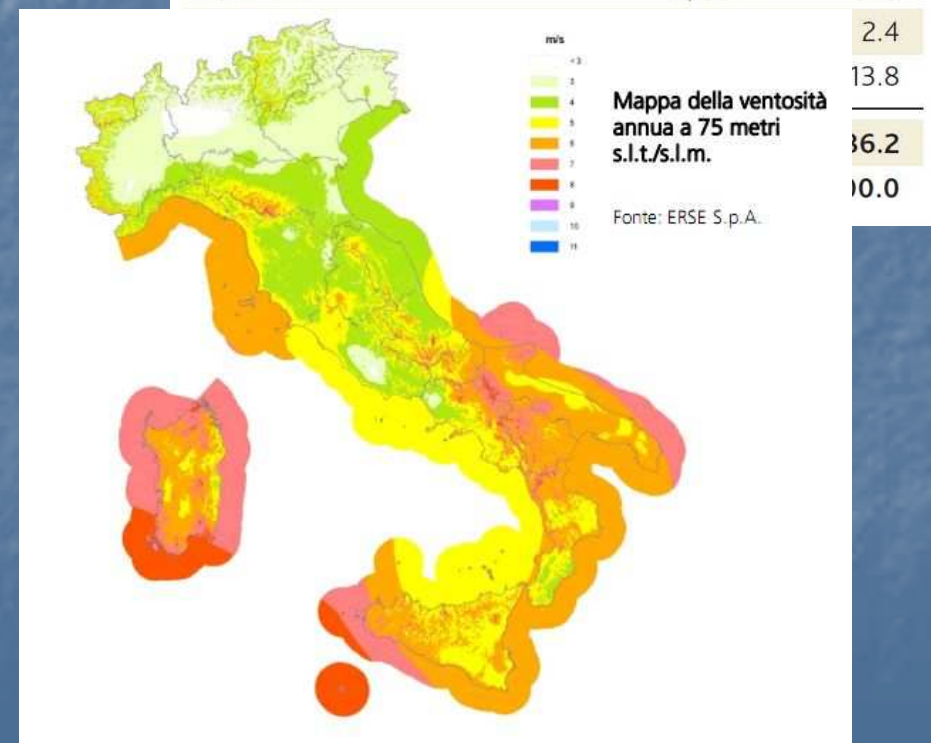 2.4
13.8
36.2
00.0
m/s
< 3
3
4
5
6
7
8
9
10
11
Mappa della ventosità
annua a 75 metri
s.l.t./s.l.m.
Fonte: ERSE S.p.A.